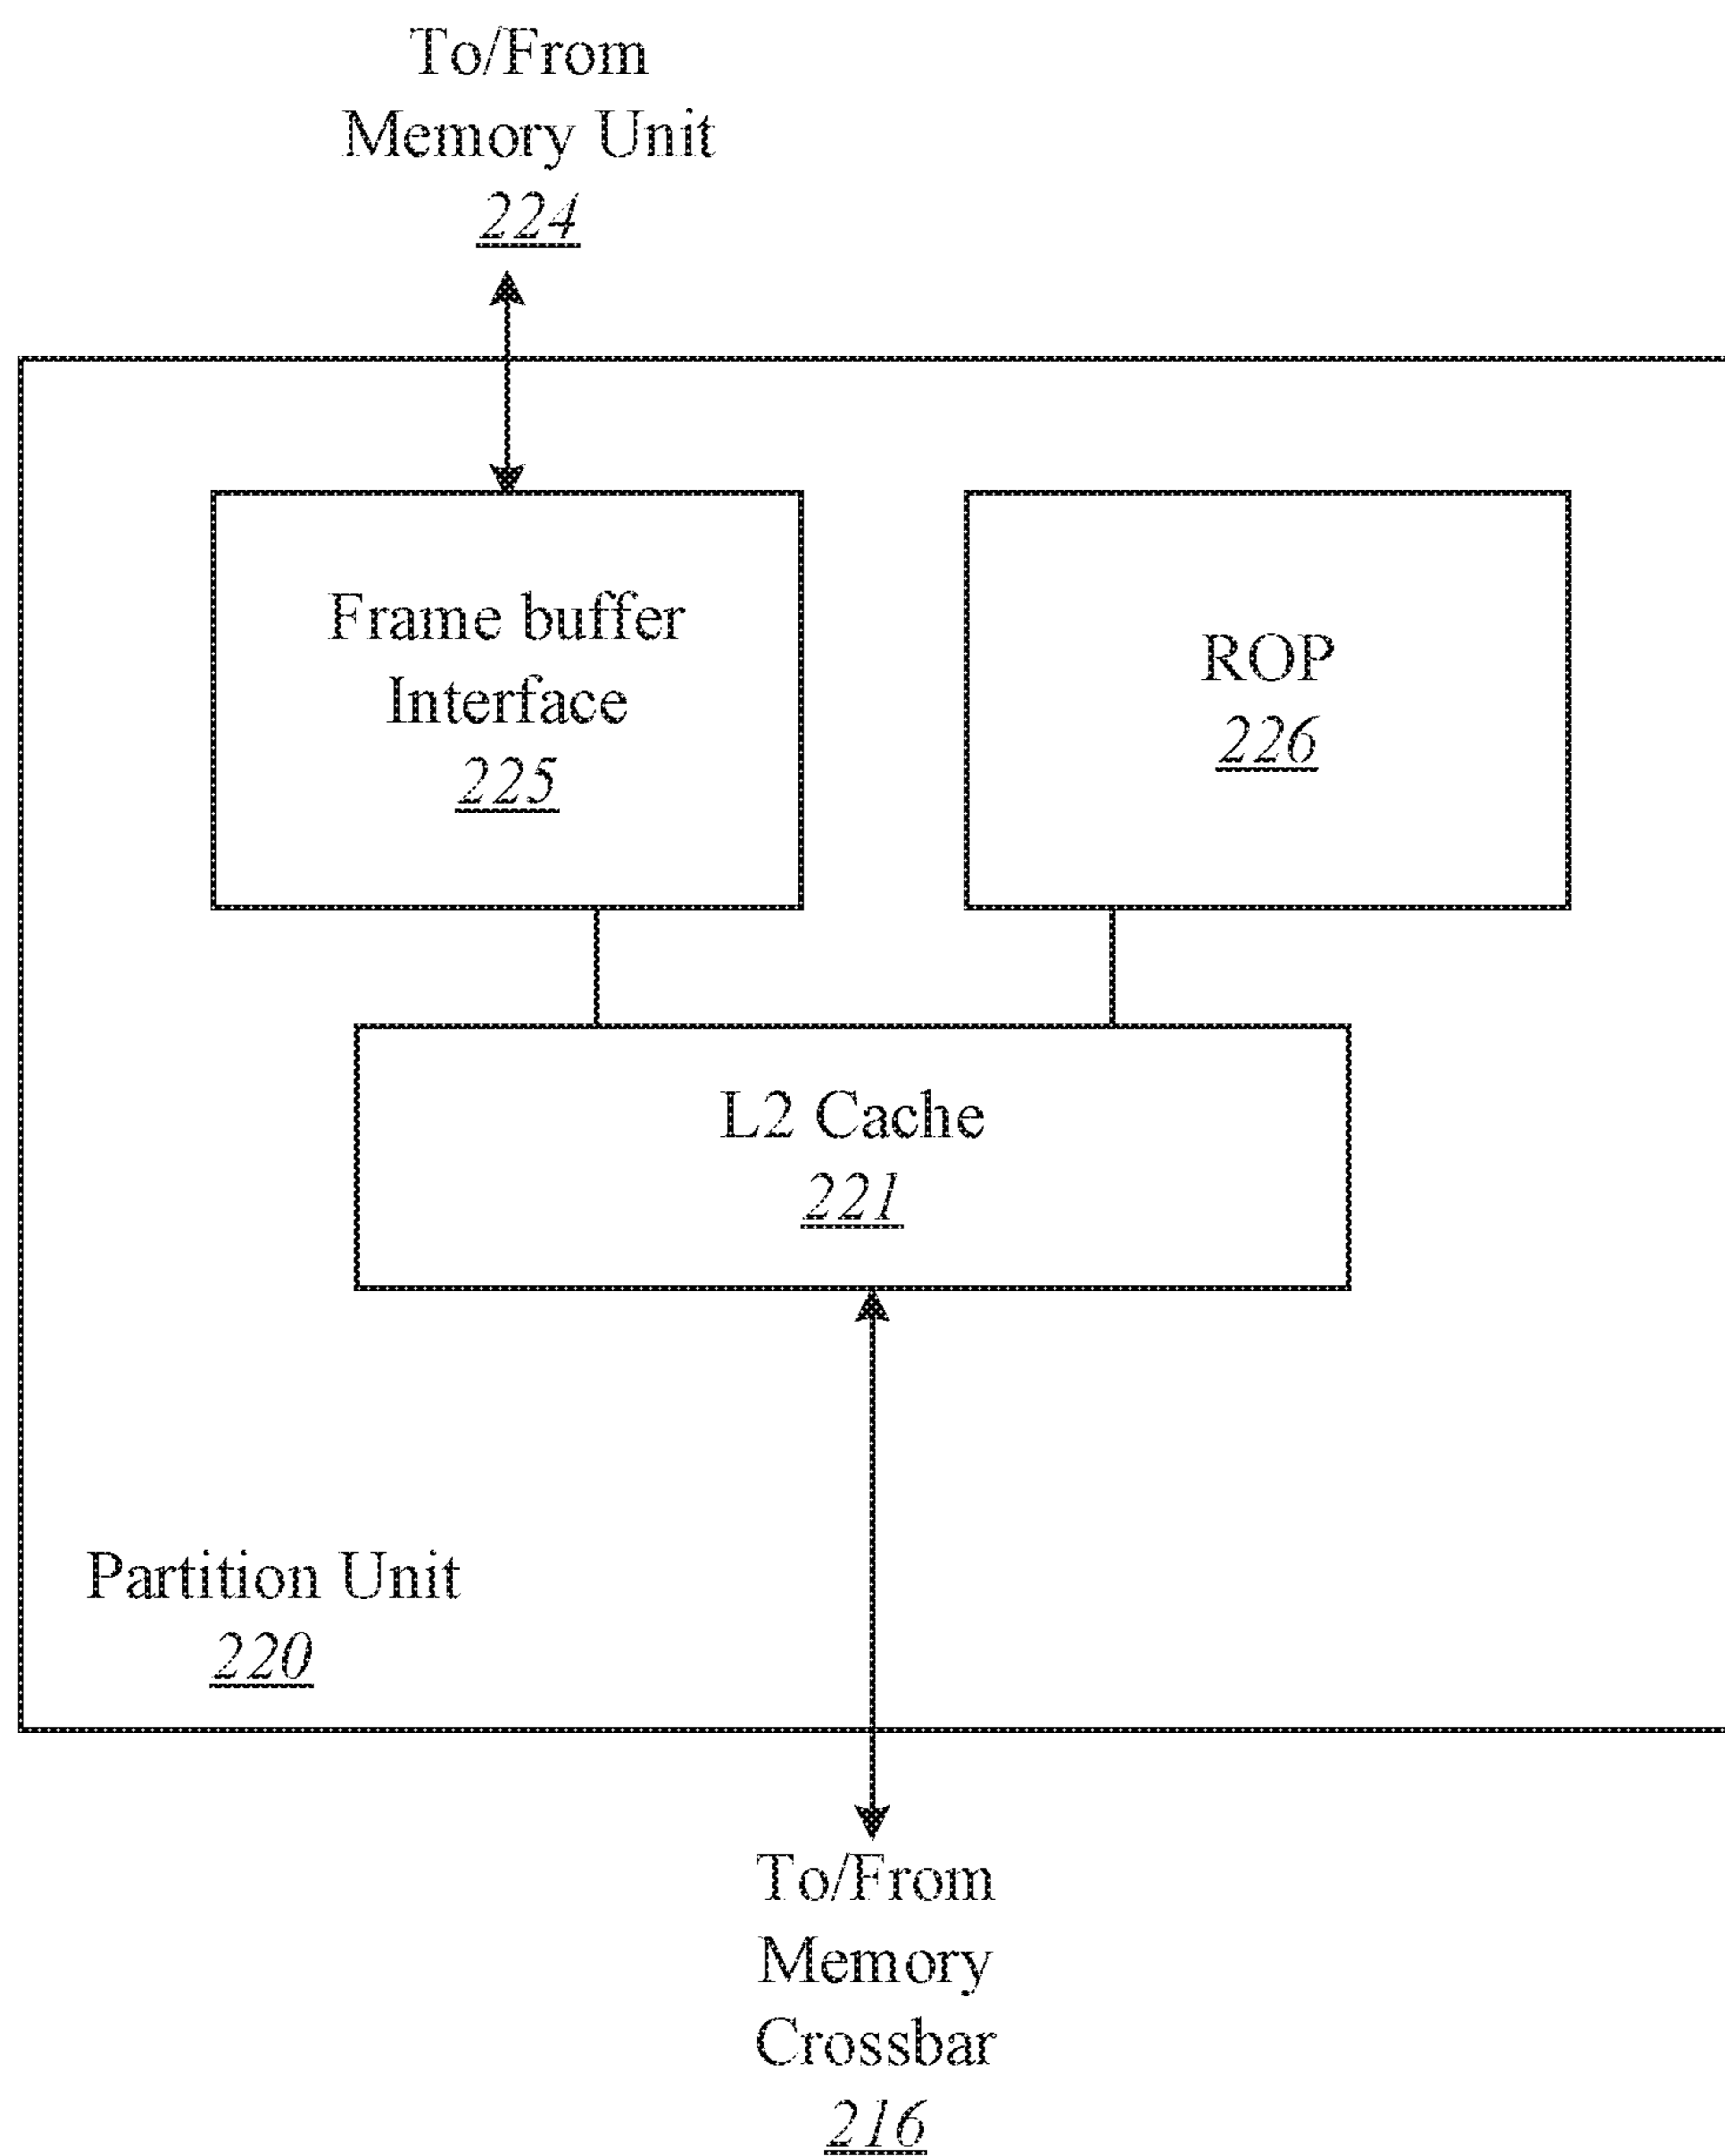 To/From
Memory Unit
224
Frame buffer
Interface
225
ROP
226
L2 Cache
221
Partition Unit
220
To/From
Memory
Crossbar
216